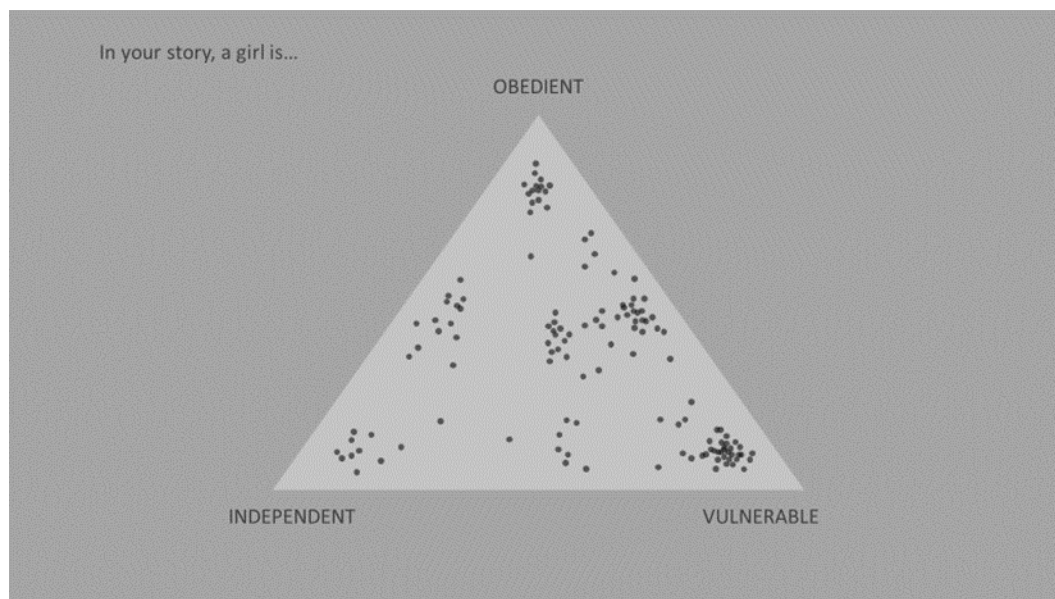 In your story, a girl is...
OBEDIENT
INDEPENDENT
VULNERABLE